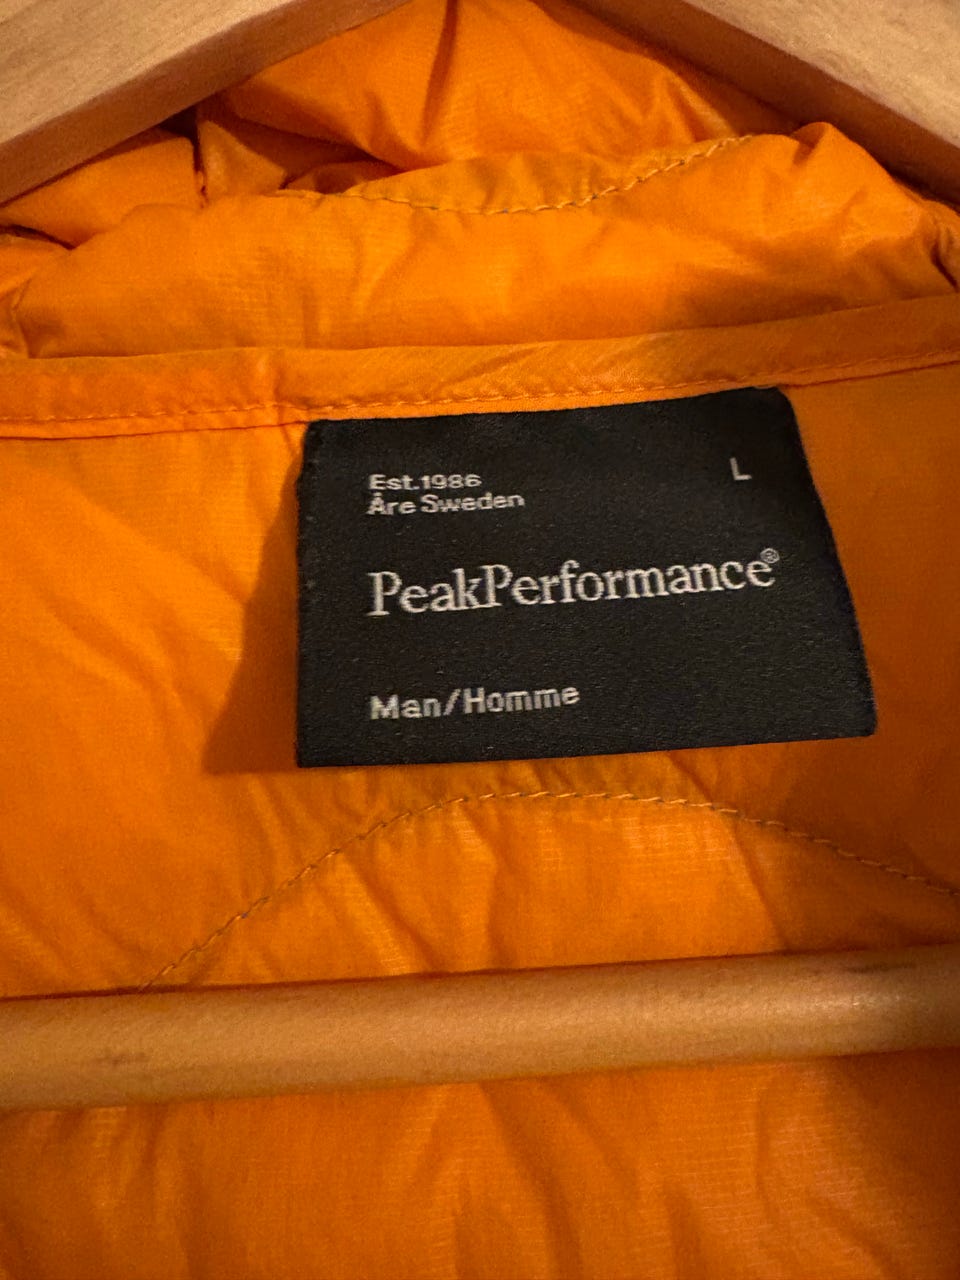 Est.1986
Åre Sweden
L
PeakPerformance®
Man/Homme